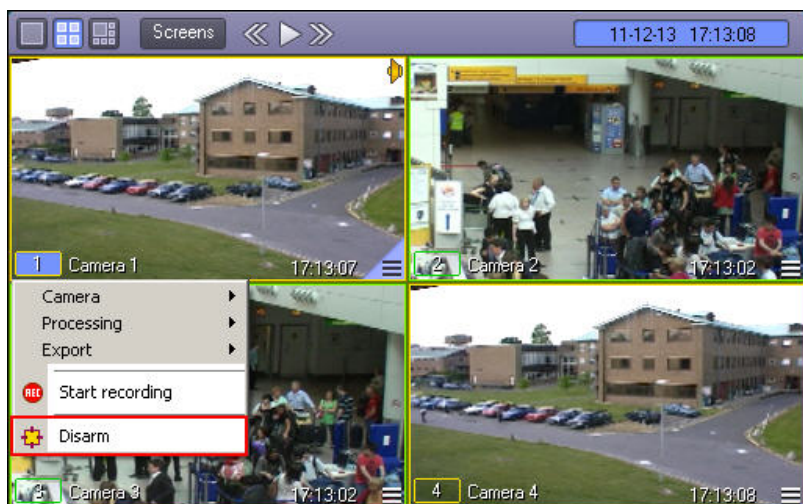 Screens
11-12-13 17:13:08
1 Camera 1 17:13:07
2 Camera 2 17:13:02
Camera
Processing
Export
REC Start recording
Disarm
3 Camera 3 17:13:02
4 Camera 4 17:13:08